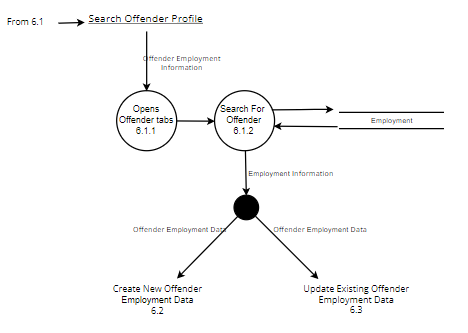 From 6.1
Search Offender Profile
Offender Employment
Information
Opens
Offender tabs
6.1.1
Search For
Offender
6.1.2
Employment
Employment Information
Offender Employment Data
Offender Employment Data
Create New Offender
Employment Data
6.2
Update Existing Offender
Employment Data
6.3